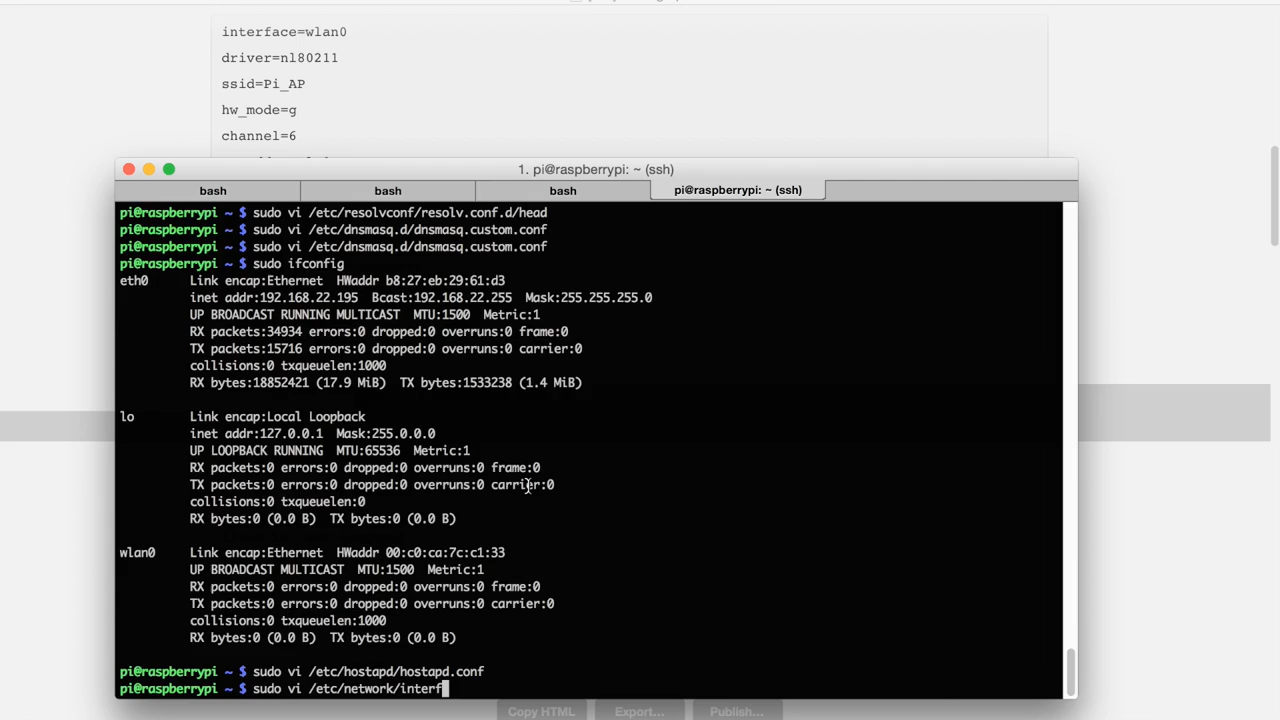 interface=wlan0
driver=nl80211
ssid=Pi_AP
hw_mode=g
channel=6
1. pi@raspberrypi: ~ (ssh)
bash bash bash pi@raspberrypi: ~ (ssh)
pi@raspberrypi ~ $ sudo vi /etc/resolvconf/resolv.conf.d/head
pi@raspberrypi ~ $ sudo vi /etc/dnsmasq.d/dnsmasq.custom.conf
pi@raspberrypi ~ $ sudo vi /etc/dnsmasq.d/dnsmasq.custom.conf
pi@raspberrypi ~ $ sudo ifconfig
eth0 Link encap:Ethernet HWaddr b8:27:eb:29:61:d3
inet addr:192.168.22.195 Bcast:192.168.22.255 Mask:255.255.255.0
UP BROADCAST RUNNING MULTICAST MTU:1500 Metric:1
RX packets:34934 errors:0 dropped:0 overruns:0 frame:0
TX packets:15716 errors:0 dropped:0 overruns:0 carrier:0
collisions:0 txqueuelen:1000
RX bytes:18852421 (17.9 MiB) TX bytes:1533238 (1.4 MiB)
lo Link encap:Local Loopback
inet addr:127.0.0.1 Mask:255.0.0.0
UP LOOPBACK RUNNING MTU:65536 Metric:1
RX packets:0 errors:0 dropped:0 overruns:0 frame:0
TX packets:0 errors:0 dropped:0 overruns:0 carrier:0
collisions:0 txqueuelen:0
RX bytes:0 (0.0 B) TX bytes:0 (0.0 B)
wlan0 Link encap:Ethernet HWaddr 00:c0:ca:7c:c1:33
UP BROADCAST MULTICAST MTU:1500 Metric:1
RX packets:0 errors:0 dropped:0 overruns:0 frame:0
TX packets:0 errors:0 dropped:0 overruns:0 carrier:0
collisions:0 txqueuelen:1000
RX bytes:0 (0.0 B) TX bytes:0 (0.0 B)
pi@raspberrypi ~ $ sudo vi /etc/hostapd/hostapd.conf
pi@raspberrypi ~ $ sudo vi /etc/network/interf
Copy HTML Export... Publish...